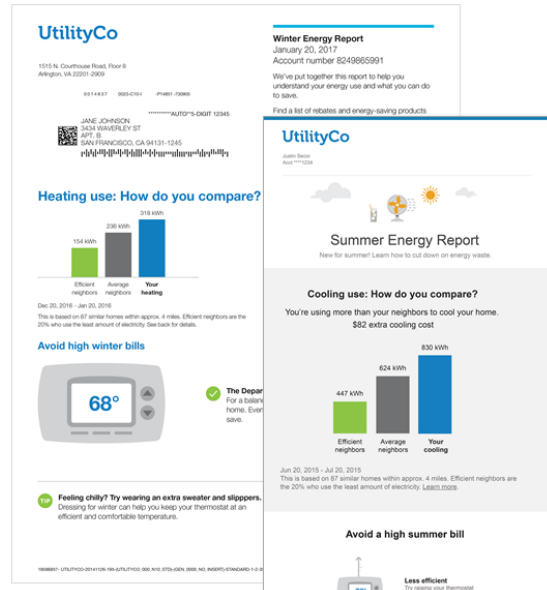 UtilityCo
1515 N. Courthouse Road, Floor 8
Arlington, VA 22201-2909
Winter Energy Report
January 20, 2017
Account number 8249865991
We've put together this report to help you
understand your energy use and what you can do
to save.
Find a list of rebates and energy-saving products
**********AUTO**5-DIGIT 12345
JANE JOHNSON
3434 WAVERLEY ST
APT. B
SAN FRANCISCO, CA 94131-1245
Heating use: How do you compare?
318 kWh
236 kWh
154 kWh
Efficient neighbors
Average neighbors
Your heating
Dec 20, 2016 - Jan 20, 2016
This is based on 87 similar homes within approx. 4 miles. Efficient neighbors are the
20% who use the least amount of electricity. See back for details.
Avoid high winter bills
68°
The Depar
For a balanc
home. Even
save.
TIP
Feeling chilly? Try wearing an extra sweater and slipppers.
Dressing for winter can help you keep your thermostat at an
efficient and comfortable temperature.
UtilityCo
Justin Secor
Acct ****1234
Summer Energy Report
New for summer! Learn how to cut down on energy waste.
Cooling use: How do you compare?
You're using more than your neighbors to cool your home.
$82 extra cooling cost
830 kWh
624 kWh
447 kWh
Efficient neighbors
Average neighbors
Your cooling
Jun 20, 2015 - Jul 20, 2015
This is based on 87 similar homes within approx. 4 miles. Efficient neighbors are
the 20% who use the least amount of electricity. Learn more.
Avoid a high summer bill
Less efficient
Try raising your thermostat